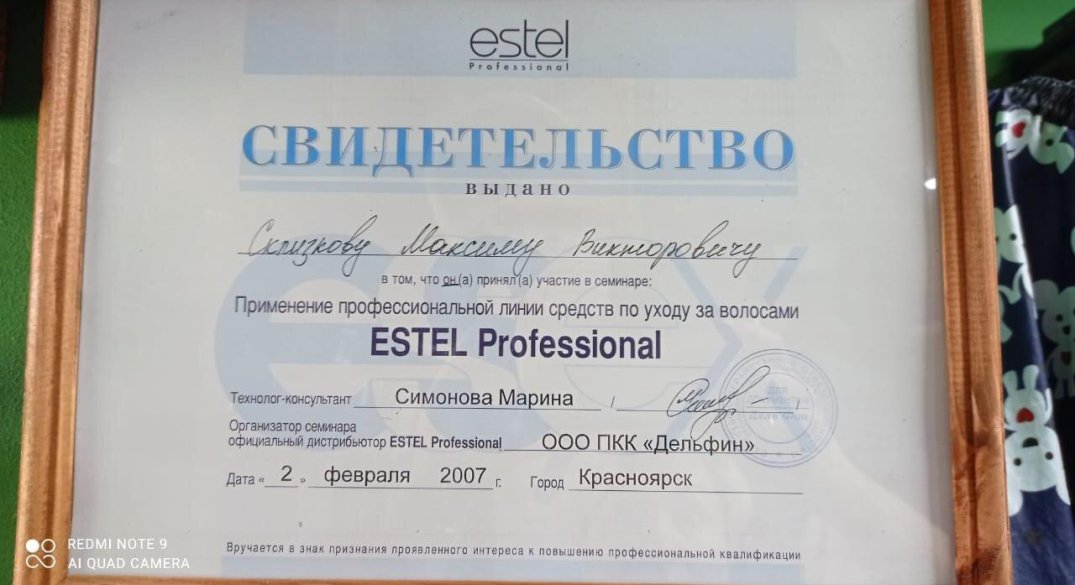 estel
Professional
СВИДЕТЕЛЬСТВО
выдано
Склизкову Максиму Викторовичу
в том, что он(а) принял(а) участие в семинаре:
Применение профессиональной линии средств по уходу за волосами
ESTEL Professional
Технолог-консультант Симонова Марина / /
Организатор семинара
официальный дистрибьютор ESTEL Professional ООО ПКК «Дельфин»
Дата « 2 » февраля 2007 г. Город Красноярск
Вручается в знак признания проявленного интереса к повышению профессиональной квалификации
REDMI NOTE 9
AI QUAD CAMERA